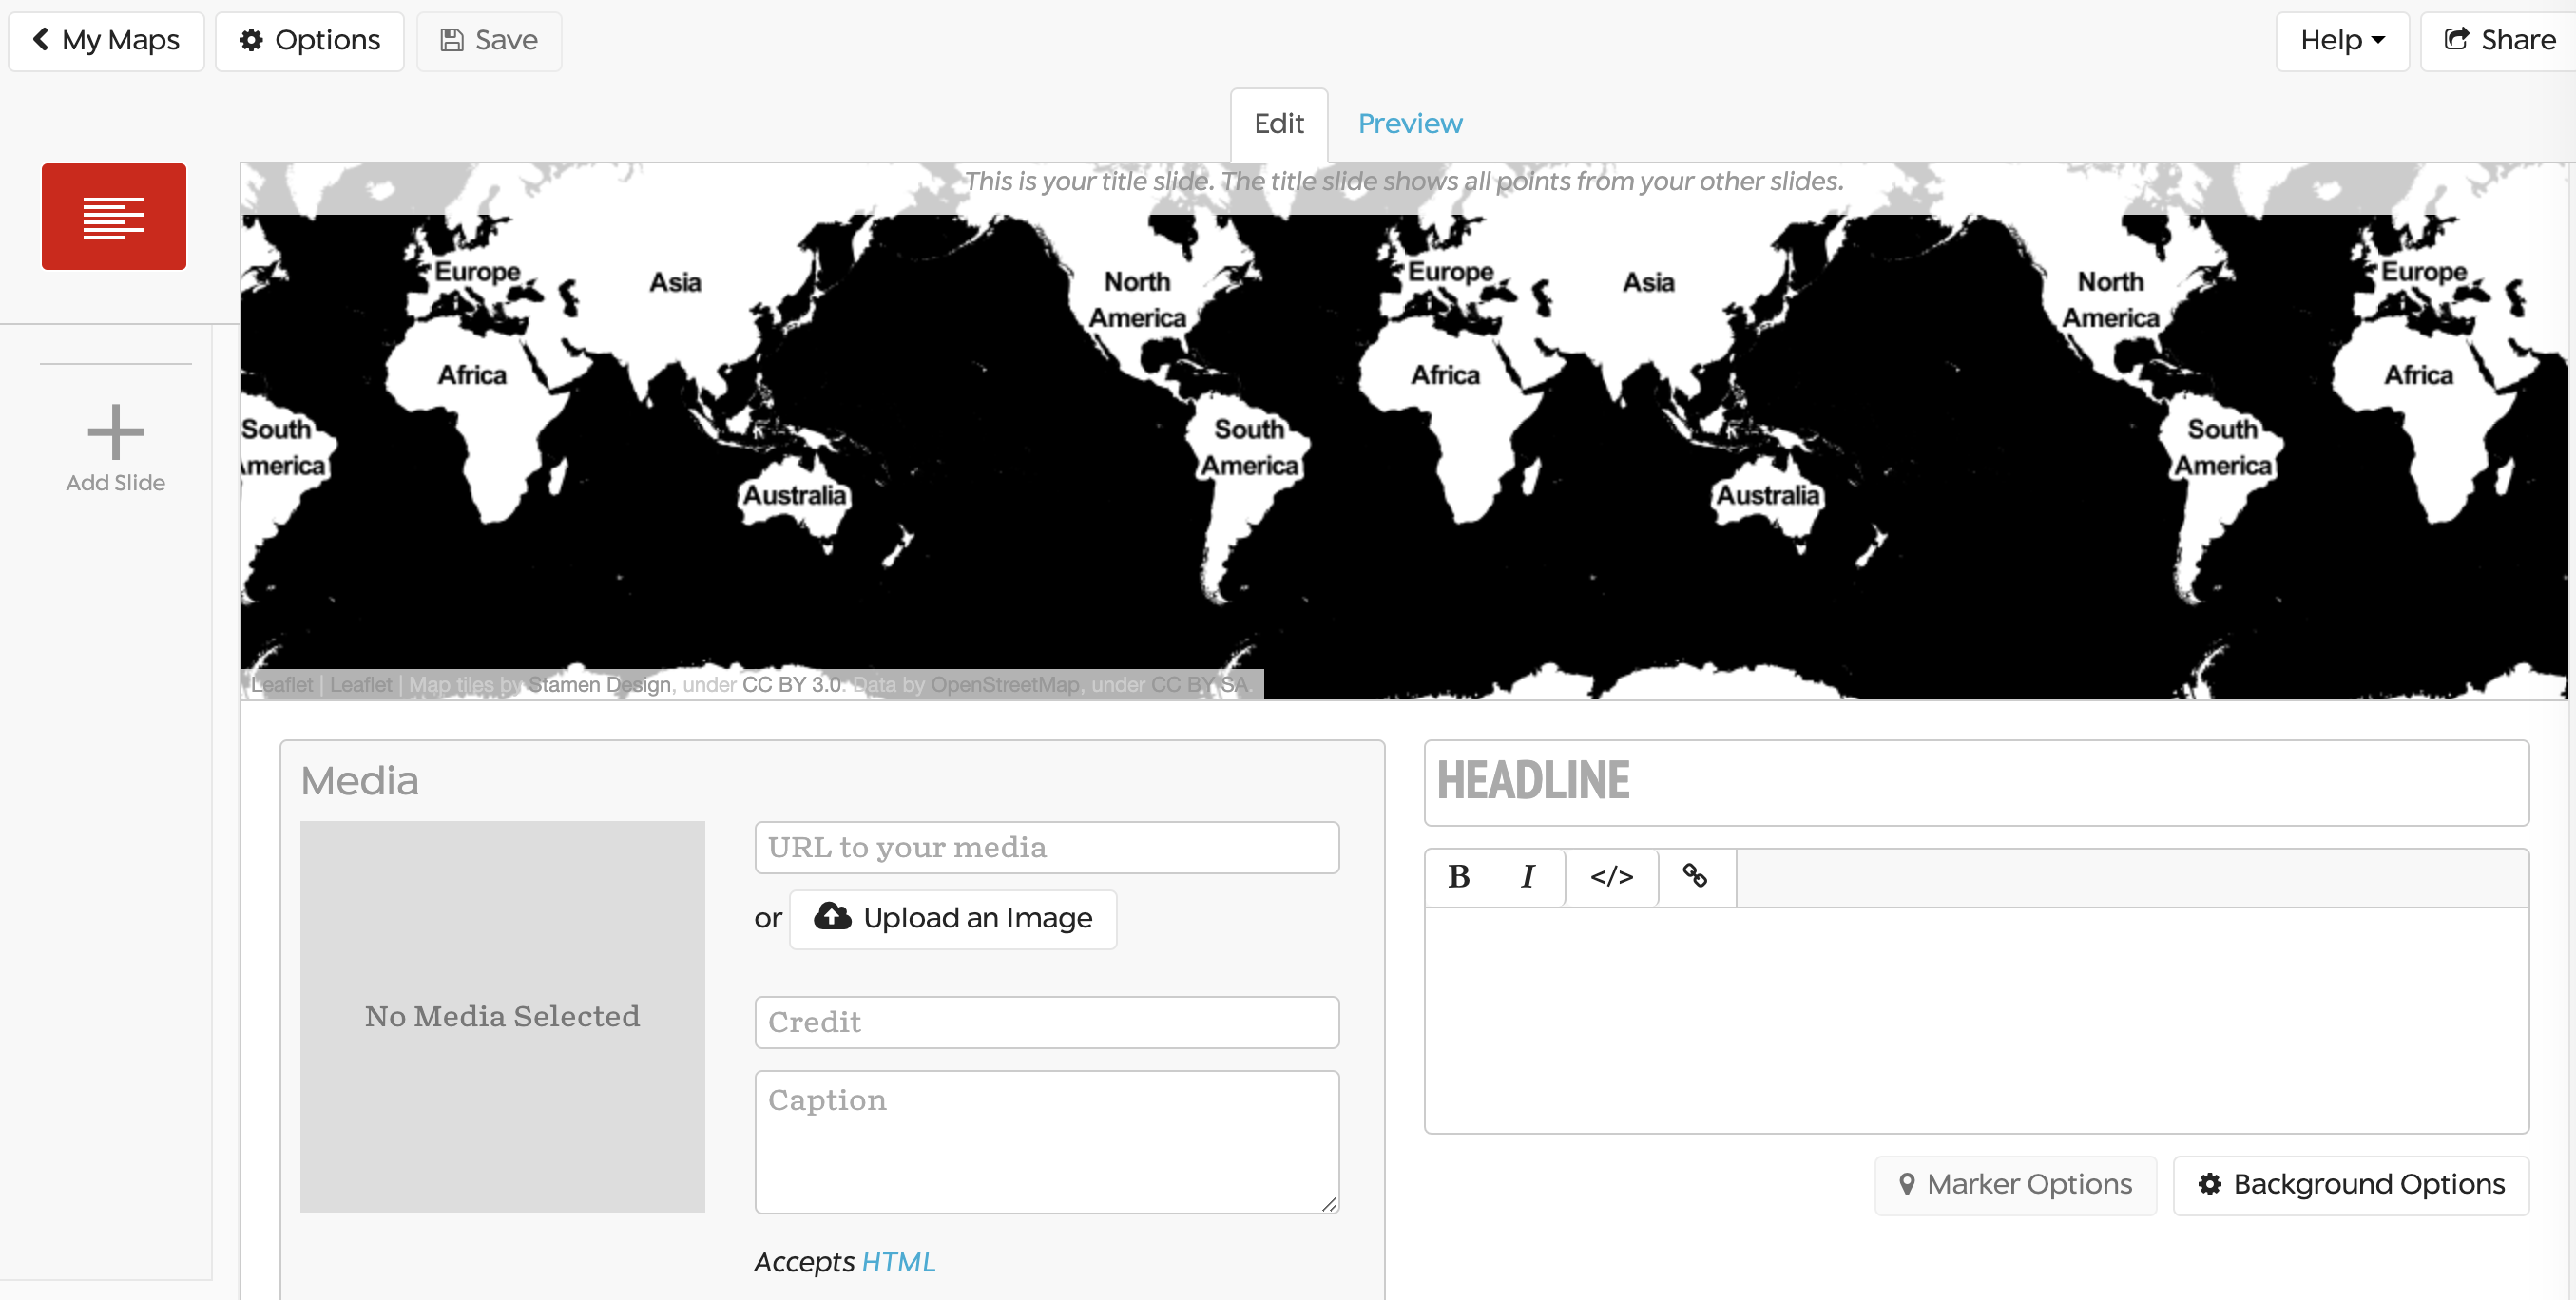 My Maps
Options
Save
Help
Share
Edit
Preview
This is your title slide. The title slide shows all points from your other slides.
Europe
Asia
North
America
Europe
Asia
North
America
Europe
Africa
Africa
Africa
South
America
South
America
South
America
Australia
Australia
Add Slide
Leaflet | Leaflet | Map tiles by Stamen Design, under CC BY 3.0. Data by OpenStreetMap, under CC BY SA.
Media
No Media Selected
URL to your media
or
Upload an Image
Credit
Caption
Accepts HTML
HEADLINE
B I </>
Marker Options
Background Options